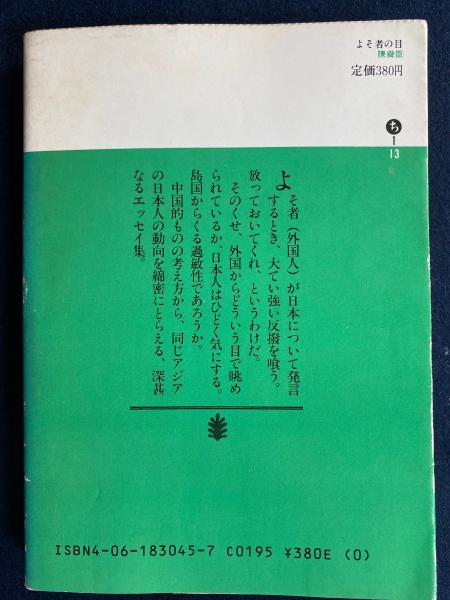 よそ者の目
陳舜臣
定価380円
ち
13
よそ者（外国人）が日本について発言
するとき、大てい強い反撥を喰う。
放っておいてくれ、というわけだ。
そのくせ、外国からどういう目で眺め
られているか、日本人はひどく気にする。
島国からくる過敏性であろうか。
中国的ものの考え方から、同じアジア
の日本人の動向を綿密にとらえる、深甚
なるエッセイ集。
ISBN4-06-183045-7 C0195 ¥380E (0)